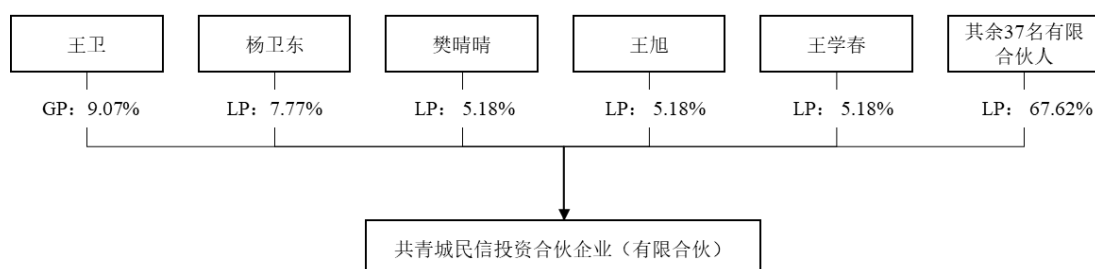 王卫
杨卫东
樊晴晴
王旭
王学春
其余37名有限
合伙人
GP：9.07%
LP：7.77%
LP： 5.18%
LP： 5.18%
LP： 5.18%
LP： 67.62%
共青城民信投资合伙企业（有限合伙）